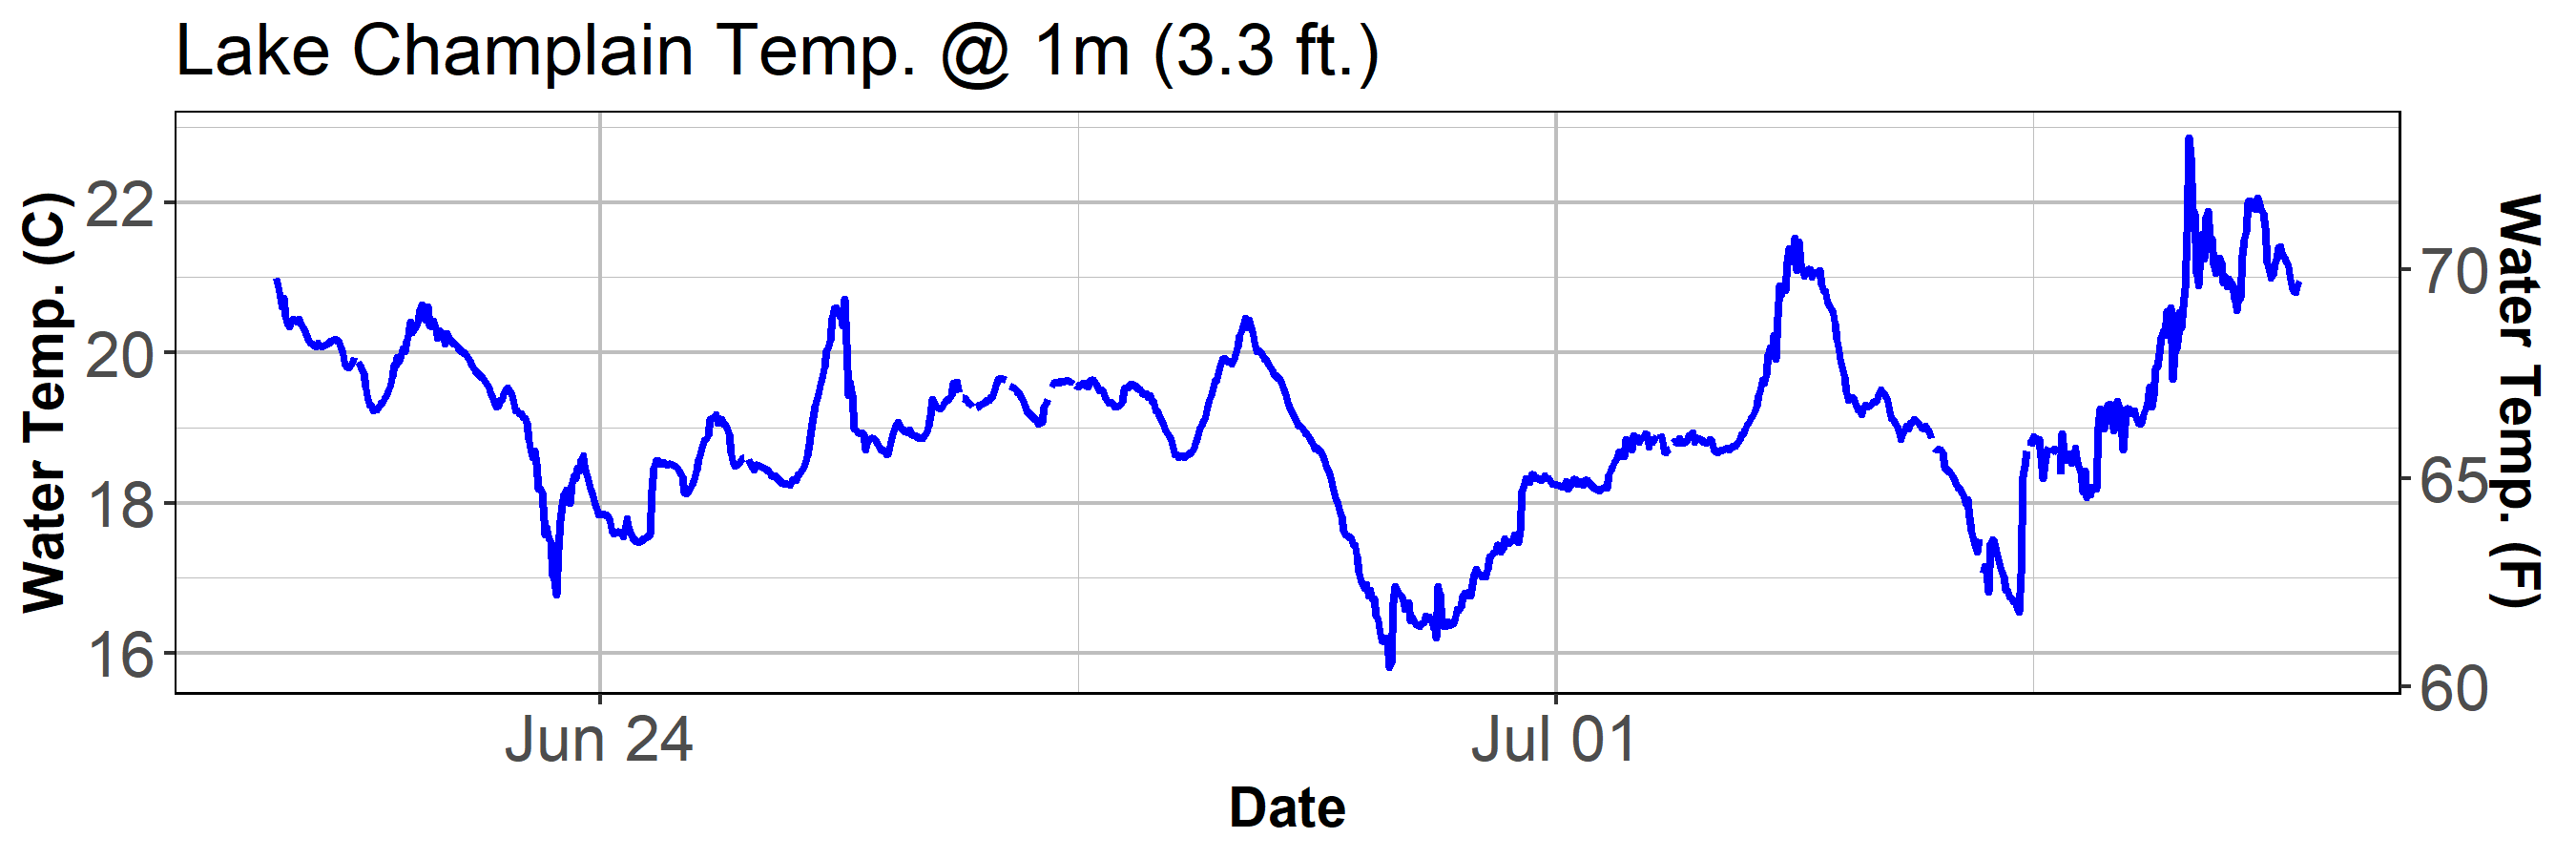 Lake Champlain Temp. @ 1m (3.3 ft.)
Water Temp. (C)
22
20
18
16
70
65
60
Water Temp. (F)
Jun 24
Jul 01
Date